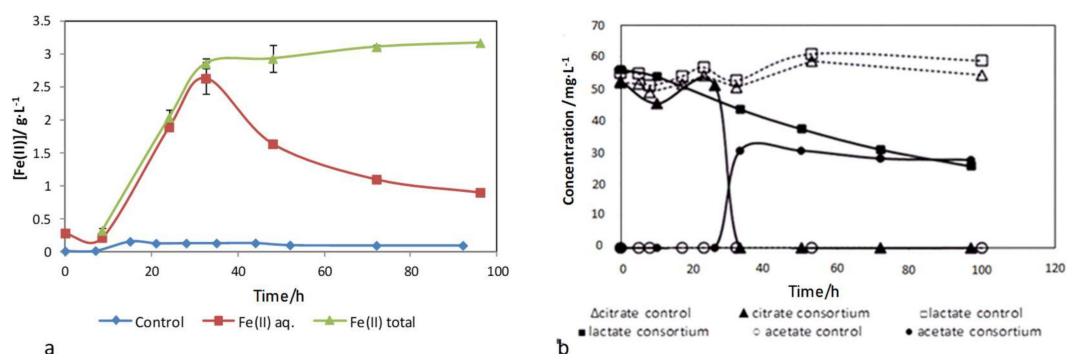 3.5
3
2.5
2
1.5
1
0.5
0
[Fe(II)]/ g·L⁻¹
0 20 40 60 80 100
Time/h
Control Fe(II) aq. Fe(II) total
a
70
60
50
40
30
20
10
0
Concentration /mg·L⁻¹
0 20 40 60 80 100 120
Time/h
citrate control citrate consortium lactate control
lactate consortium acetate control acetate consortium
b